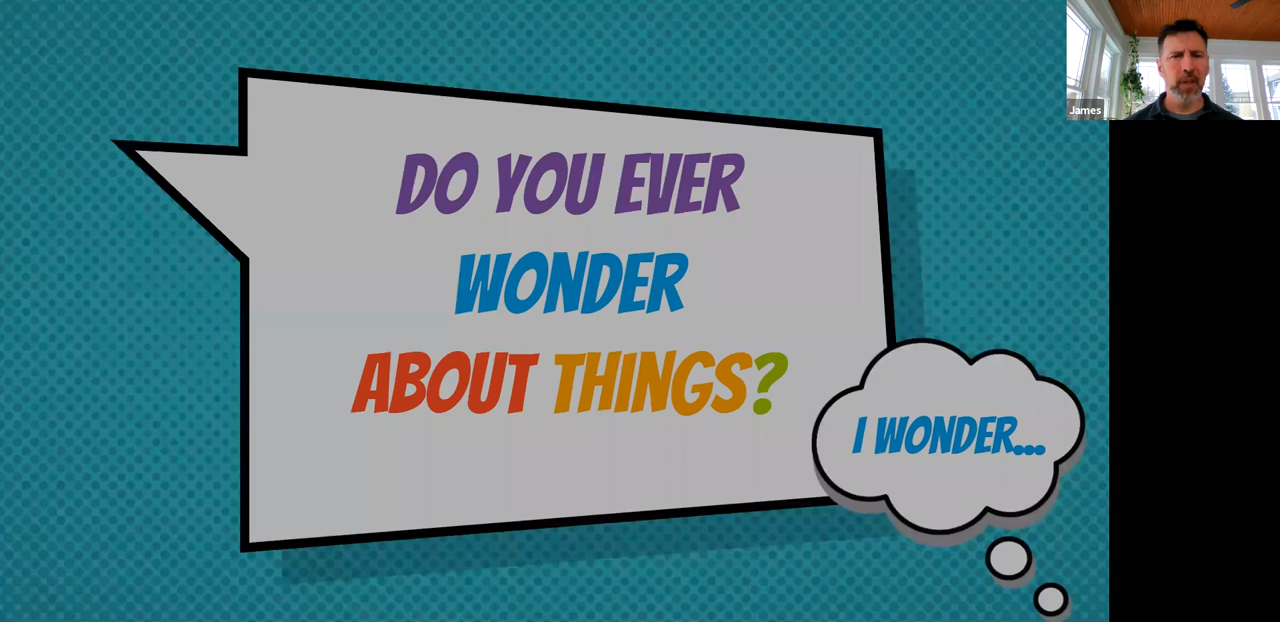 DO YOU EVER
WONDER
ABOUT THINGS?
I WONDER...
James